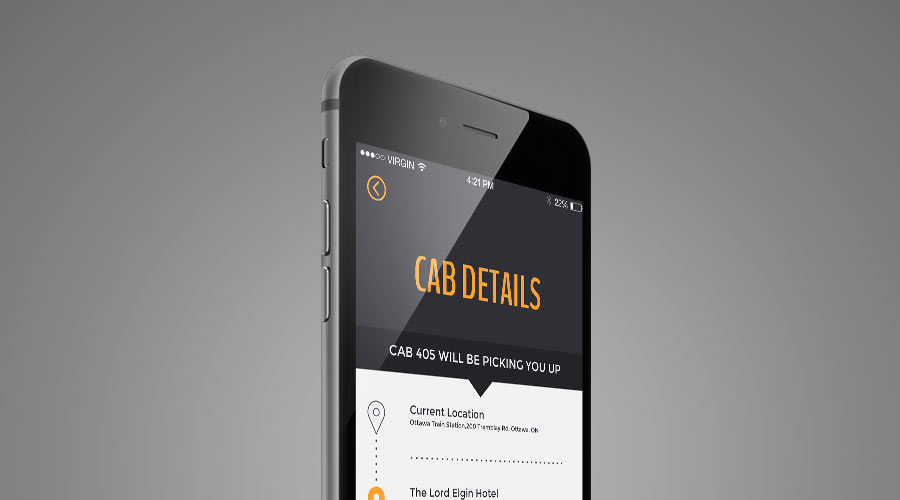 VIRGIN
4:21 PM
22%
CAB DETAILS
CAB 405 WILL BE PICKING YOU UP
Current Location
Ottawa Train Station,200 Tremblay Rd. Ottawa, ON
The Lord Elgin Hotel